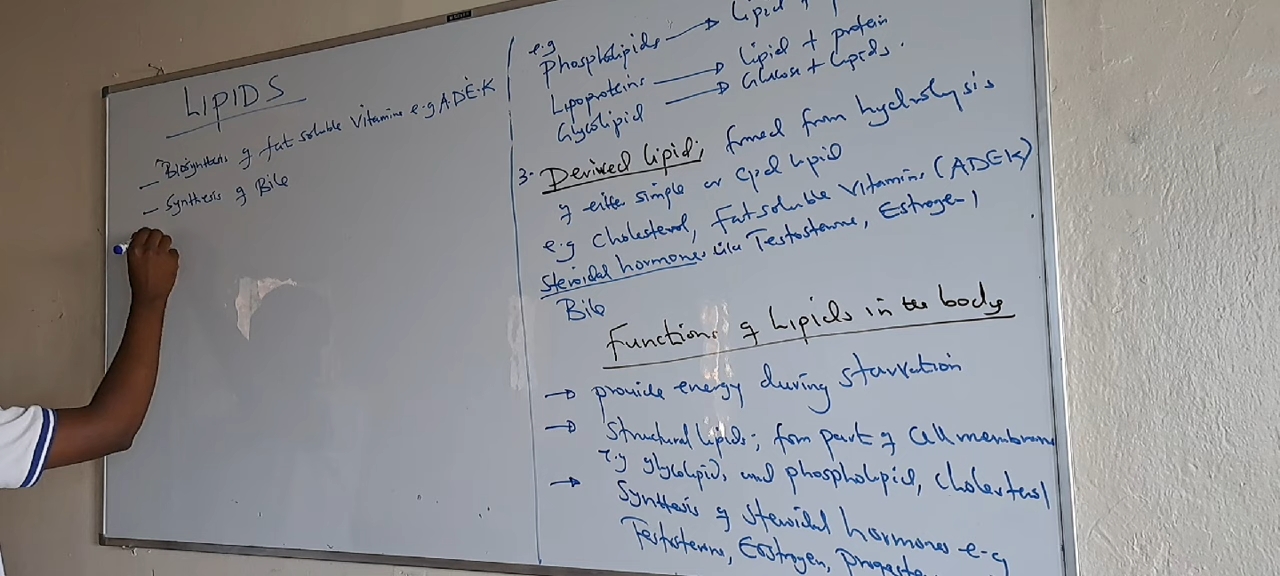 LIPIDS
- Biosynthesis of fat soluble Vitamins e.g A D E K
- Synthesis of Bile
e.g
Phospholipids → Lipid +
Lipoproteins → Lipid + protein
Glycolipid → Glucose + Lipids.
3. Derived lipid; formed from hydrolysis
of either simple or cpd lipid
e.g cholesterol, Fat soluble Vitamins (ADEK)
Steroidal hormones like Testosterone, Estrogen,
Bile
Functions of Lipids in the body
→ provide energy during starvation
→ Structural lipids; form part of cell membrane
e.g glycolipids and phospholipid, cholesterol
→ Synthesis of steroidal hormones e.g
Testosterone, Eostrogen,